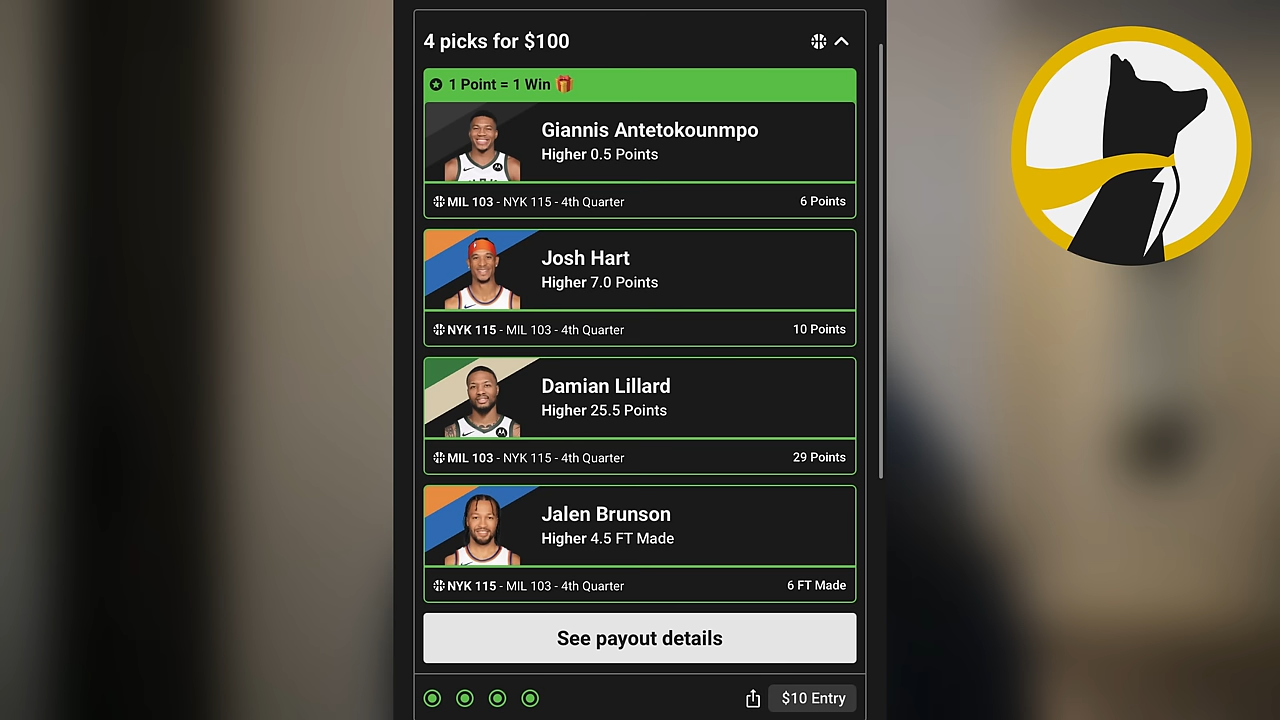 4 picks for $100
1 Point = 1 Win 🎁
Giannis Antetokounmpo
Higher 0.5 Points
MIL 103 - NYK 115 - 4th Quarter 6 Points
Josh Hart
Higher 7.0 Points
NYK 115 - MIL 103 - 4th Quarter 10 Points
Damian Lillard
Higher 25.5 Points
MIL 103 - NYK 115 - 4th Quarter 29 Points
Jalen Brunson
Higher 4.5 FT Made
NYK 115 - MIL 103 - 4th Quarter 6 FT Made
See payout details
$10 Entry